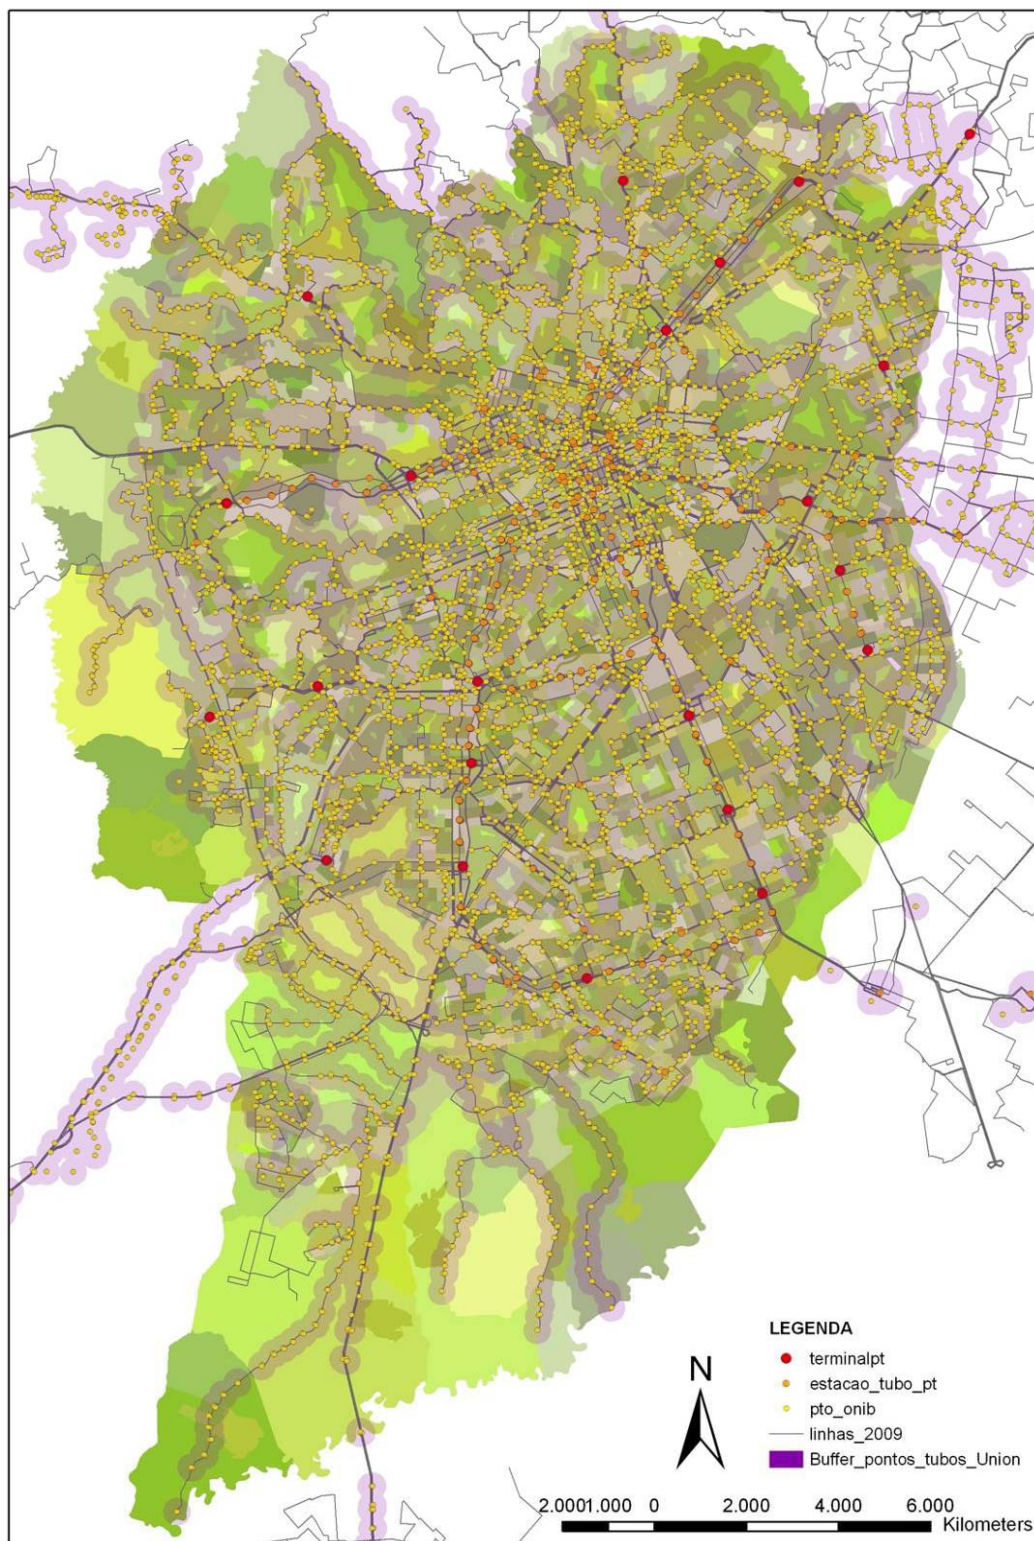 LEGENDA
terminalpt
estacao_tubo_pt
pto_onib
linhas_2009
Buffer_pontos_tubos_Union
N
2.0001.000 0 2.000 4.000 6.000
Kilometers